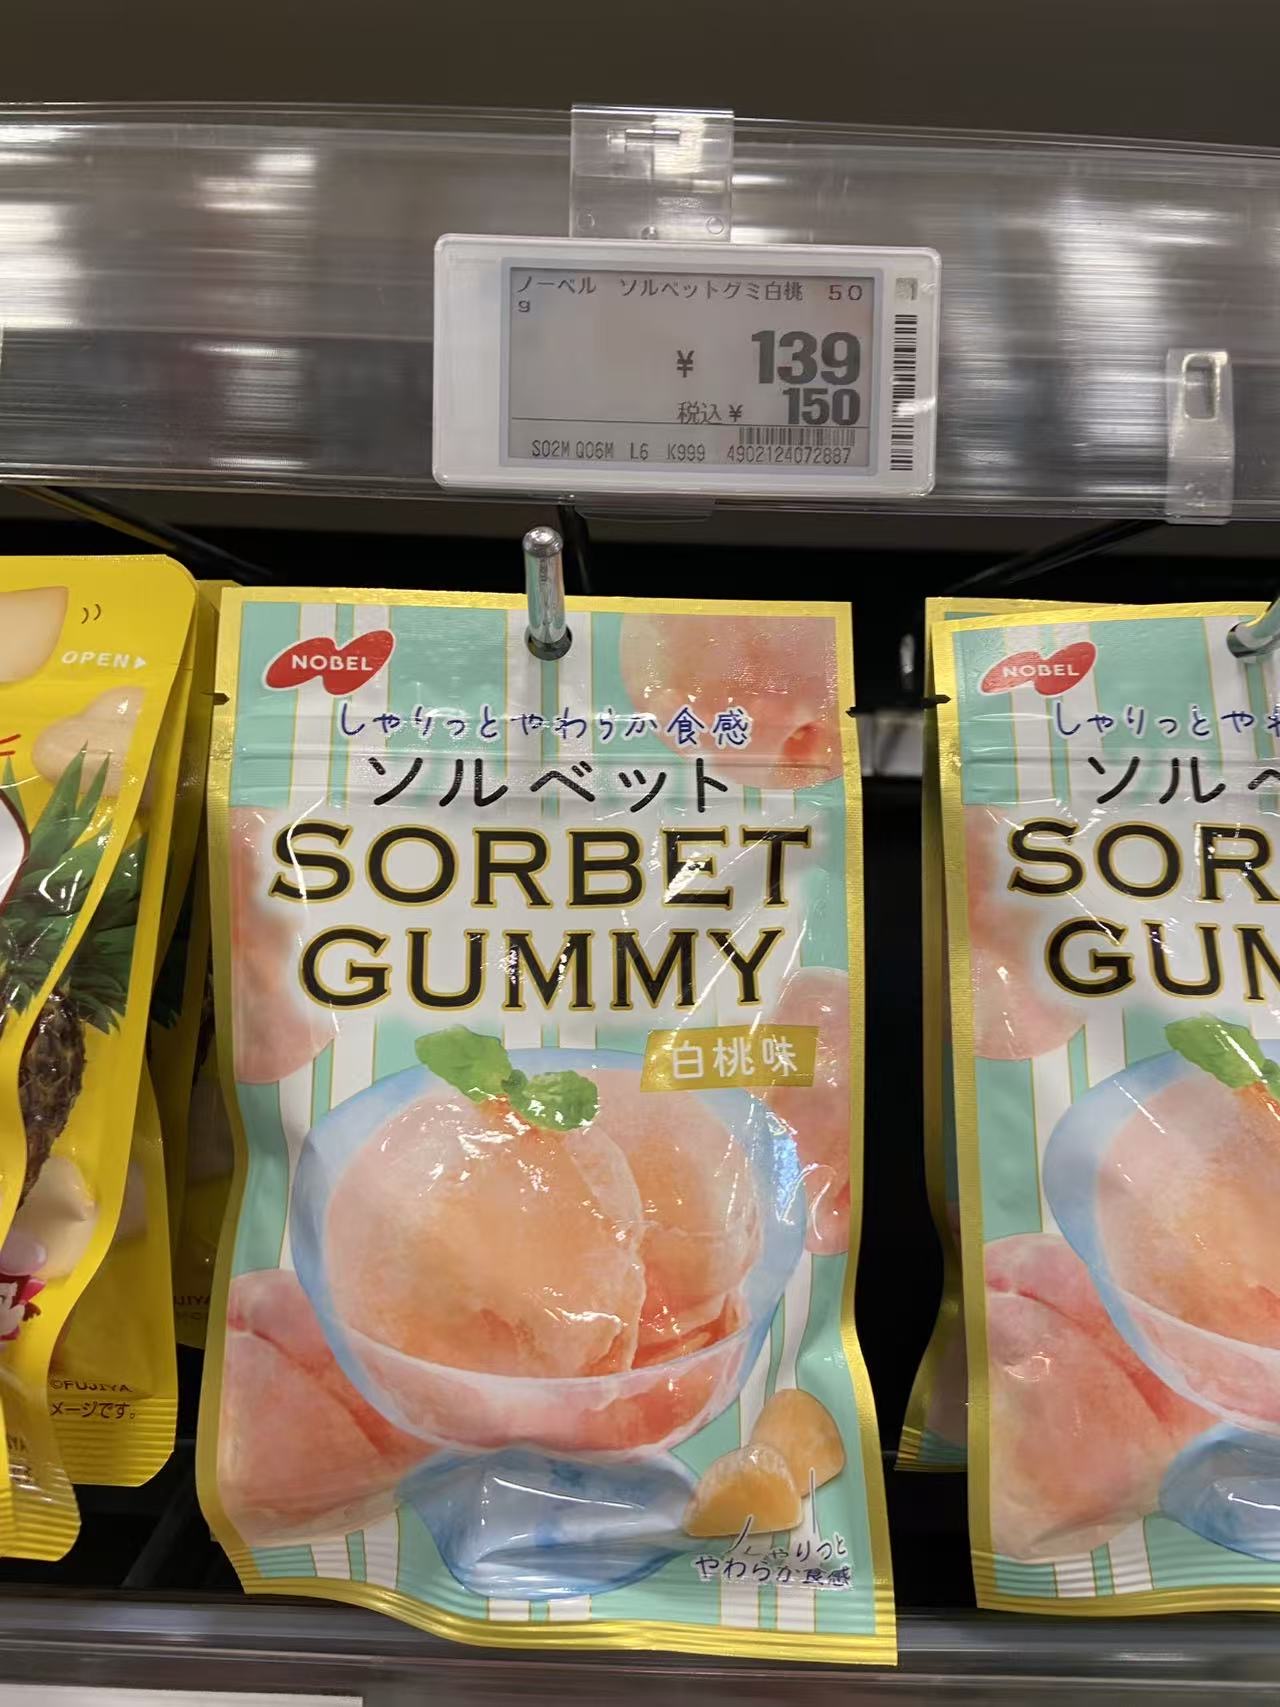 ノーベル ソルベットグミ白桃 50
g
1
¥ 139
税込¥ 150
S02M Q06M L6 K999 4902124072887
OPEN
NOBEL
しゃりっとやわらか食感
ソルベット
SORBET
GUMMY
白桃味
しゃりっと
やわらか食感
NOBEL
しゃりっとや
ソルベ
SOR
GUM
©FUJIYA
メージです。